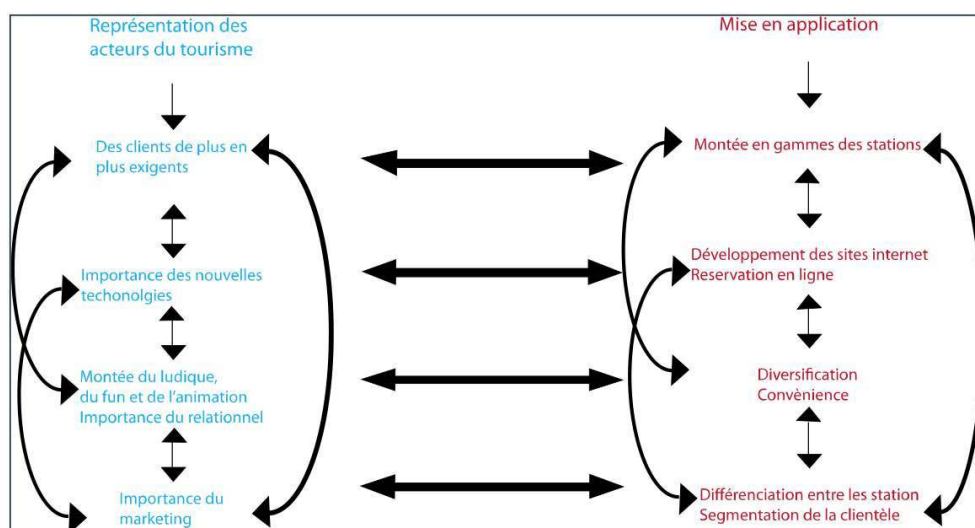 Représentation des
acteurs du tourisme
Des clients de plus en
plus exigents
Importance des nouvelles
techonolgies
Montée du ludique,
du fun et de l'animation
Importance du relationnel
Importance du
marketing
Mise en application
Montée en gammes des stations
Développement des sites internet
Reservation en ligne
Diversification
Convènience
Différenciation entre les station
Segmentation de la clientèle